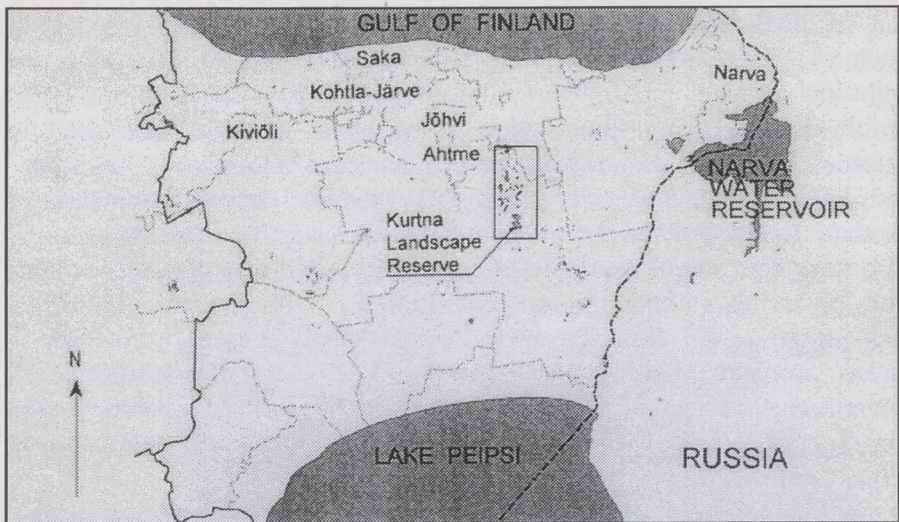 GULF OF FINLAND
Saka
Narva
Kohtla-Järve
Kiviõli
Jõhvi
Ahtme
NARVA
WATER
RESERVOIR
Kurtna
Landscape
Reserve
N
LAKE PEIPSI
RUSSIA